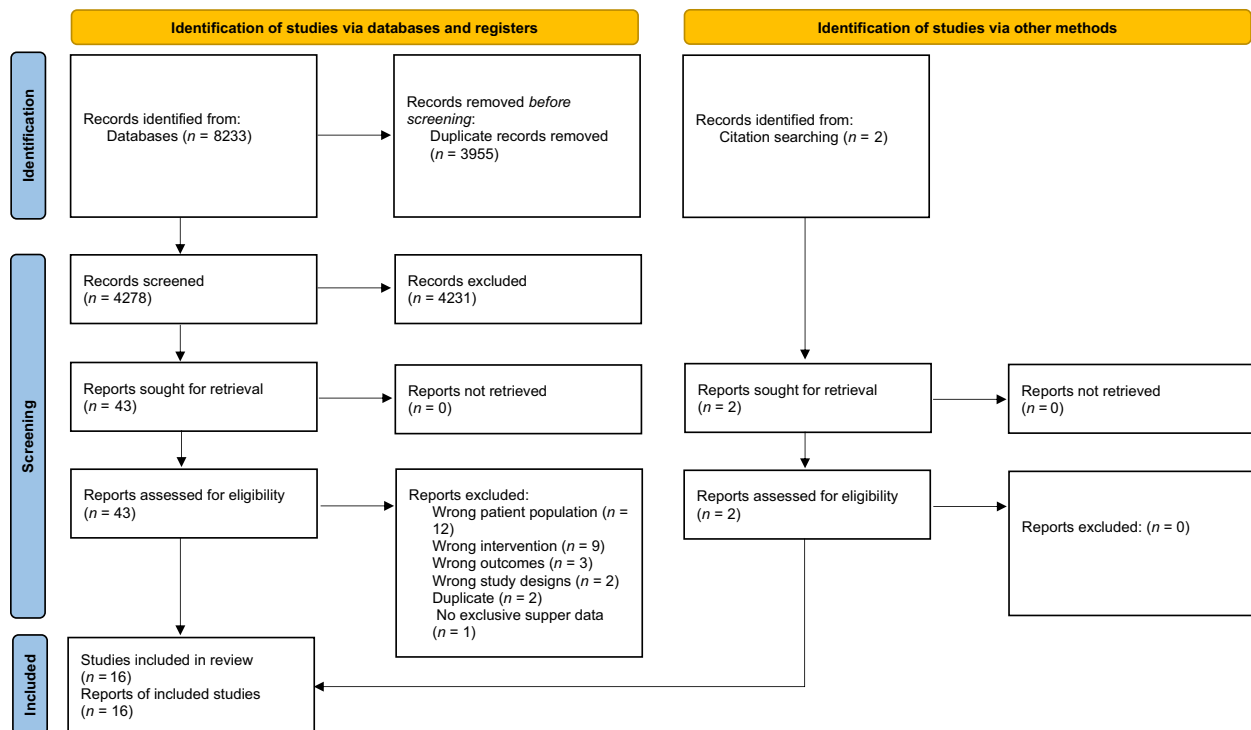 Identification of studies via databases and registers
Identification of studies via other methods
Identification
Records identified from:
Databases (n = 8233)
Records removed before
screening:
Duplicate records removed
(n = 3955)
Records identified from:
Citation searching (n = 2)
Screening
Records screened
(n = 4278)
Records excluded
(n = 4231)
Reports sought for retrieval
(n = 43)
Reports not retrieved
(n = 0)
Reports sought for retrieval
(n = 2)
Reports not retrieved
(n = 0)
Reports assessed for eligibility
(n = 43)
Reports excluded:
Wrong patient population (n =
12)
Wrong intervention (n = 9)
Wrong outcomes (n = 3)
Wrong study designs (n = 2)
Duplicate (n = 2)
No exclusive supper data
(n = 1)
Reports assessed for eligibility
(n = 2)
Reports excluded: (n = 0)
Included
Studies included in review
(n = 16)
Reports of included studies
(n = 16)